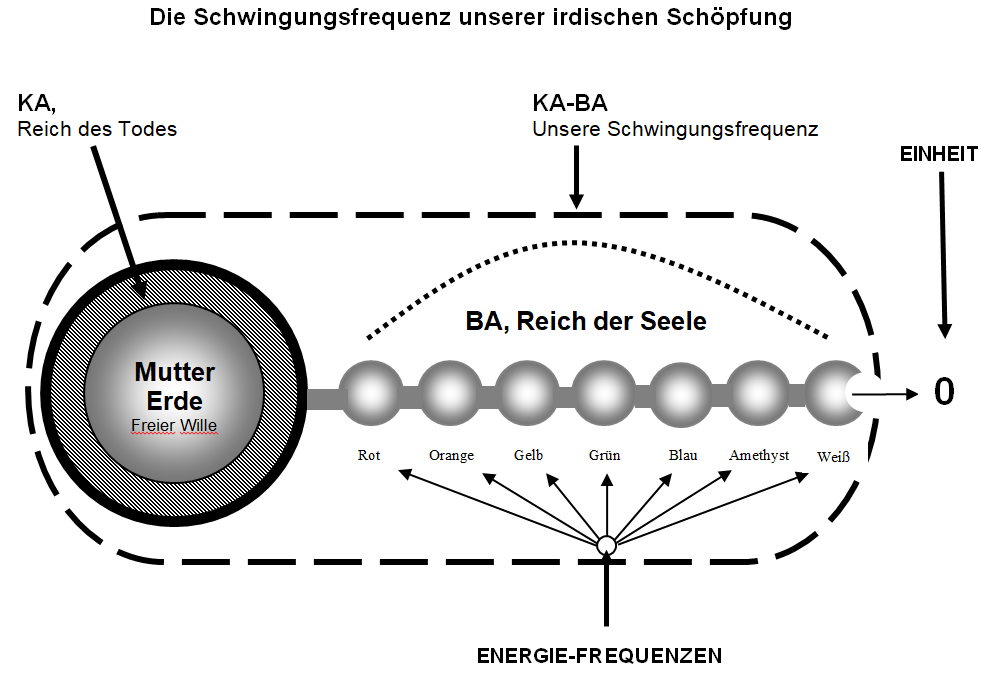 Die Schwingungsfrequenz unserer irdischen Schöpfung
KA,
Reich des Todes
KA-BA
Unsere Schwingungsfrequenz
EINHEIT
BA, Reich der Seele
Mutter
Erde
Freier Wille
0
Rot Orange Gelb Grün Blau Amethyst Weiß
ENERGIE-FREQUENZEN